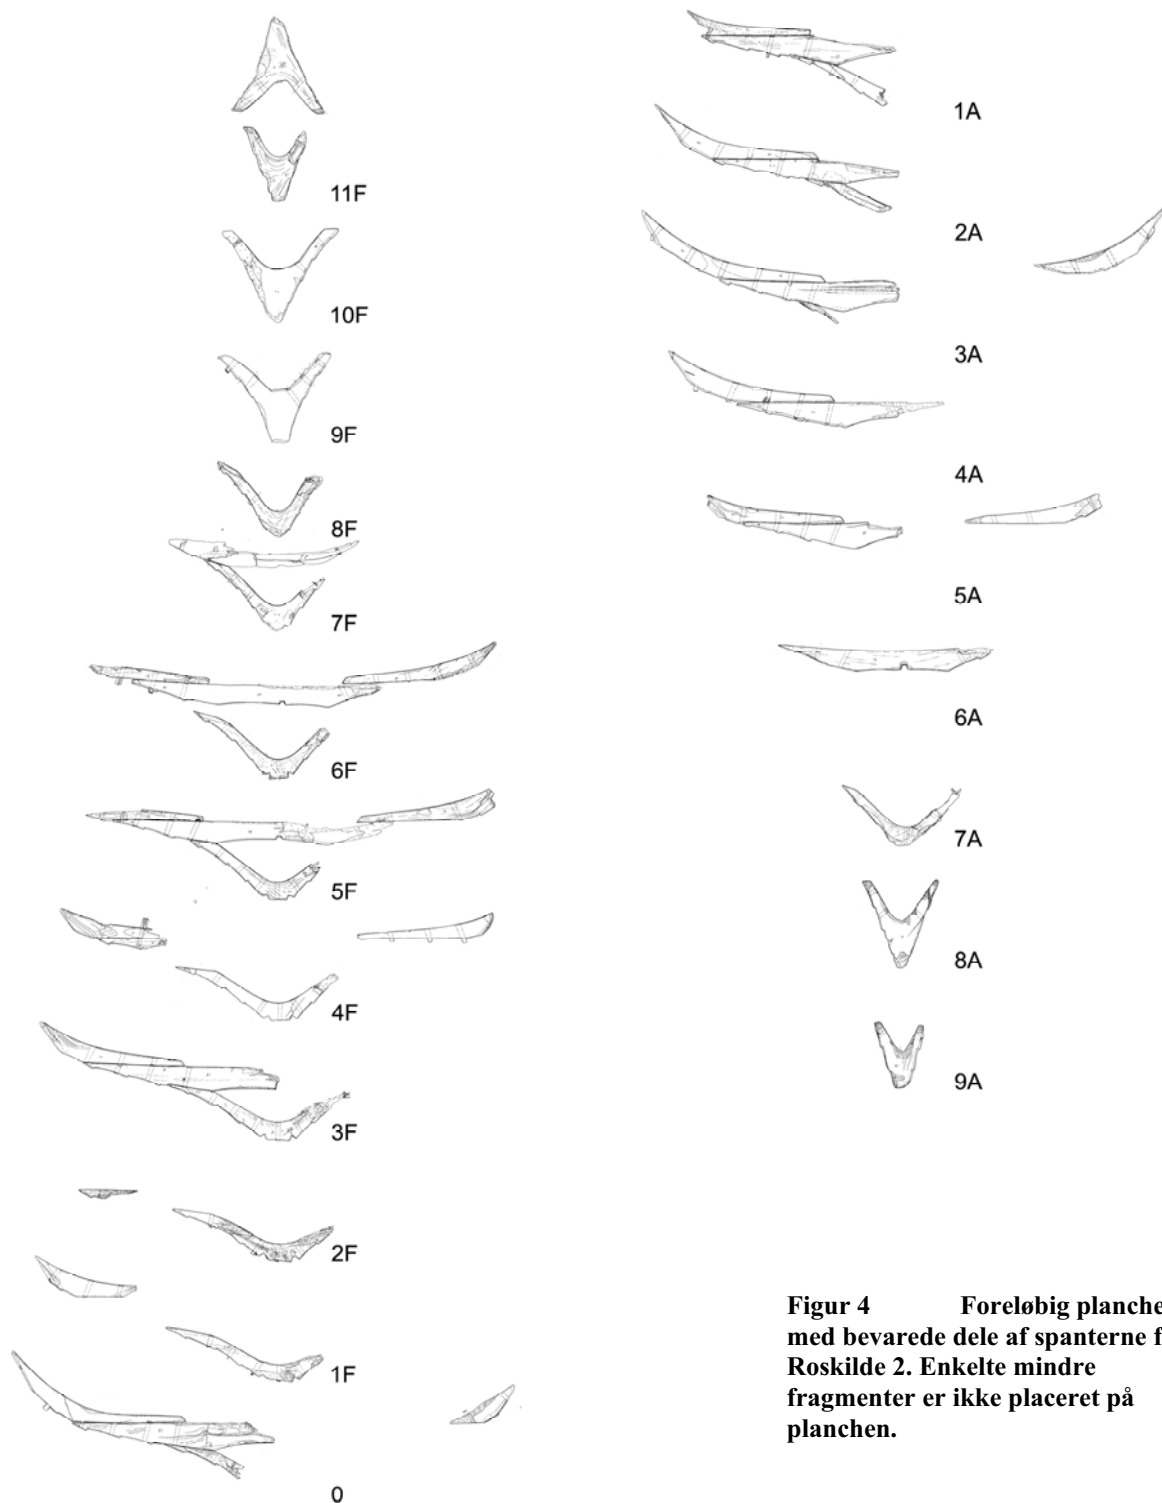 11F
10F
9F
8F
7F
6F
5F
4F
3F
2F
1F
0
1A
2A
3A
4A
5A
6A
7A
8A
9A
Figur 4 Foreløbig planche
med bevarede dele af spanterne f
Roskilde 2. Enkelte mindre
fragmenter er ikke placeret på
planchen.